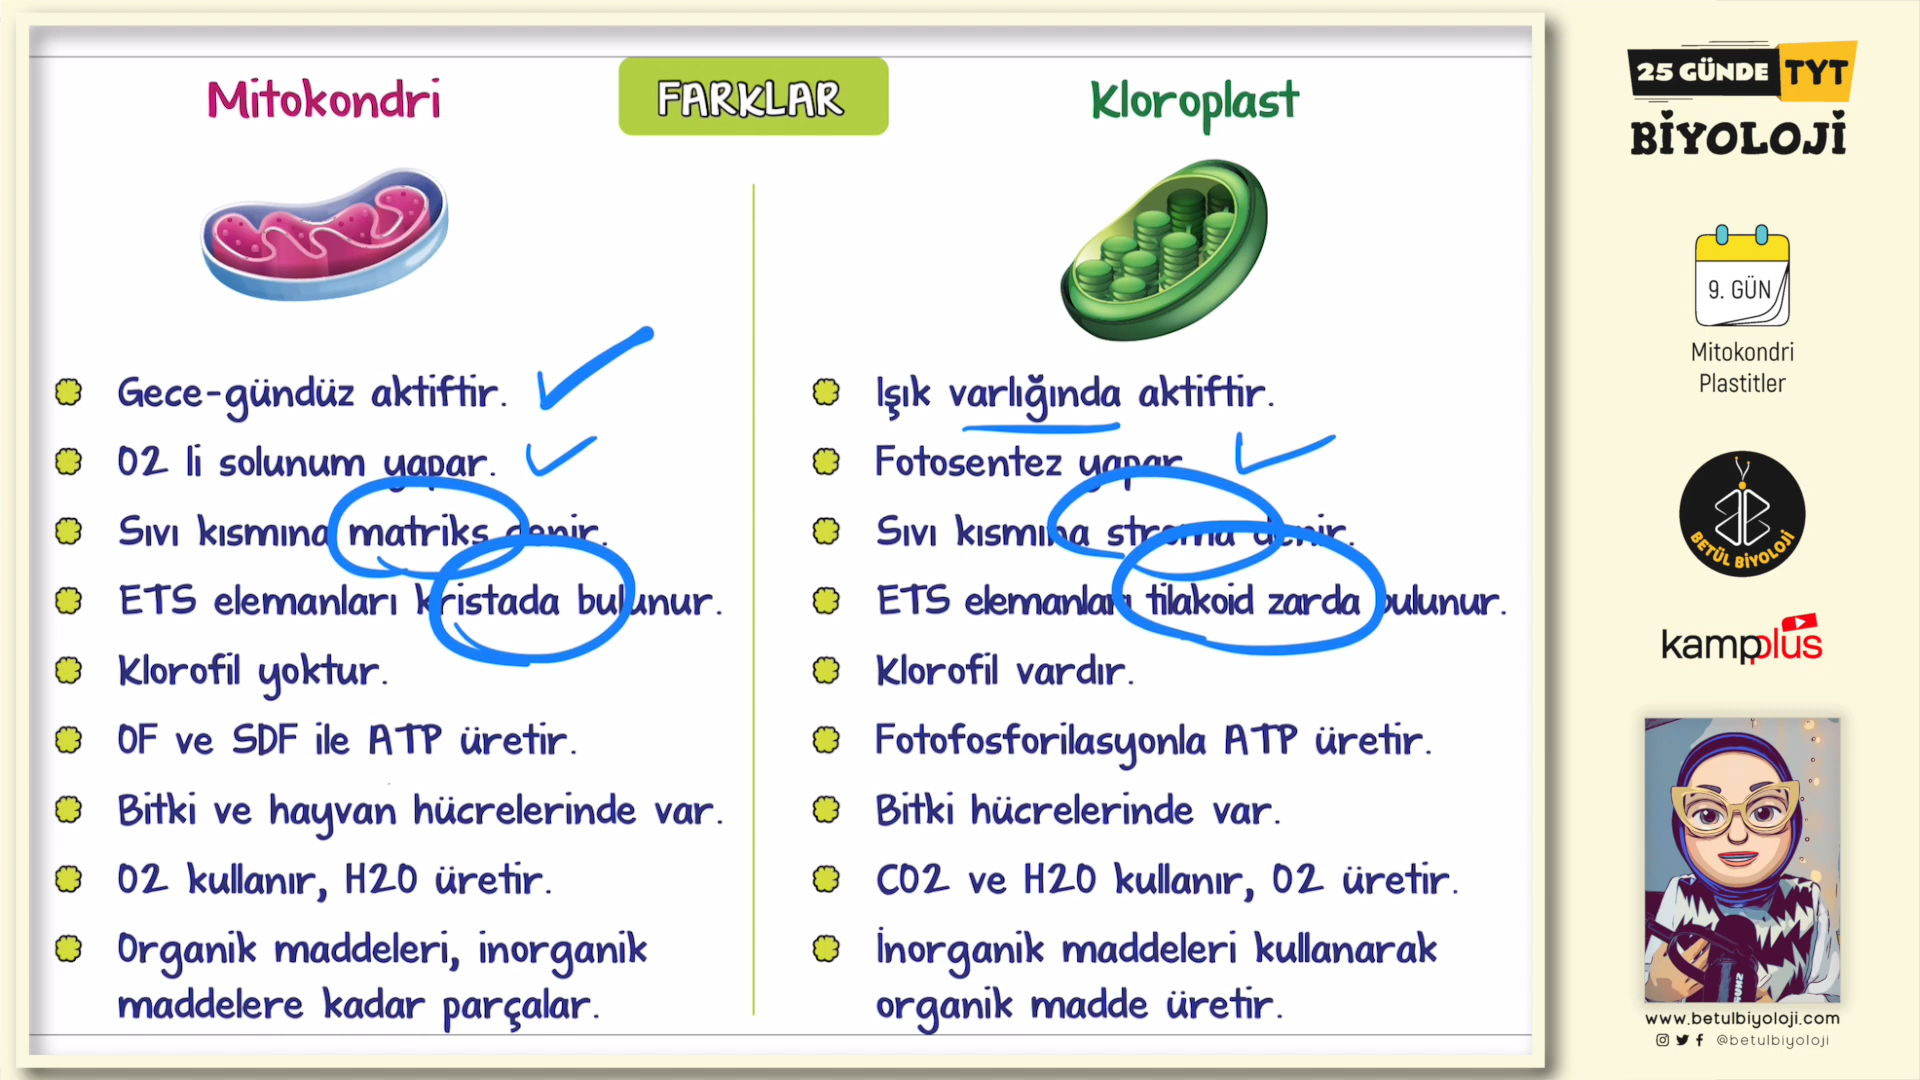 Mitokondri
FARKLAR
Kloroplast
Gece-gündüz aktiftir.
O2 li solunum yapar.
Sıvı kısmına matriks denir.
ETS elemanları kristada bulunur.
Klorofil yoktur.
OF ve SDF ile ATP üretir.
Bitki ve hayvan hücrelerinde var.
O2 kullanır, H2O üretir.
Organik maddeleri, inorganik
maddelere kadar parçalar.
Işık varlığında aktiftir.
Fotosentez yapar.
Sıvı kısmına stroma denir.
ETS elemanları tilakoid zarda bulunur.
Klorofil vardır.
Fotofosforilasyonla ATP üretir.
Bitki hücrelerinde var.
CO2 ve H2O kullanır, O2 üretir.
İnorganik maddeleri kullanarak
organik madde üretir.
25 GÜNDE TYT
BİYOLOJİ
9. GÜN
Mitokondri
Plastitler
BETÜL BİYOLOJİ
kampplus
www.betulbiyoloji.com
@betulbiyoloji